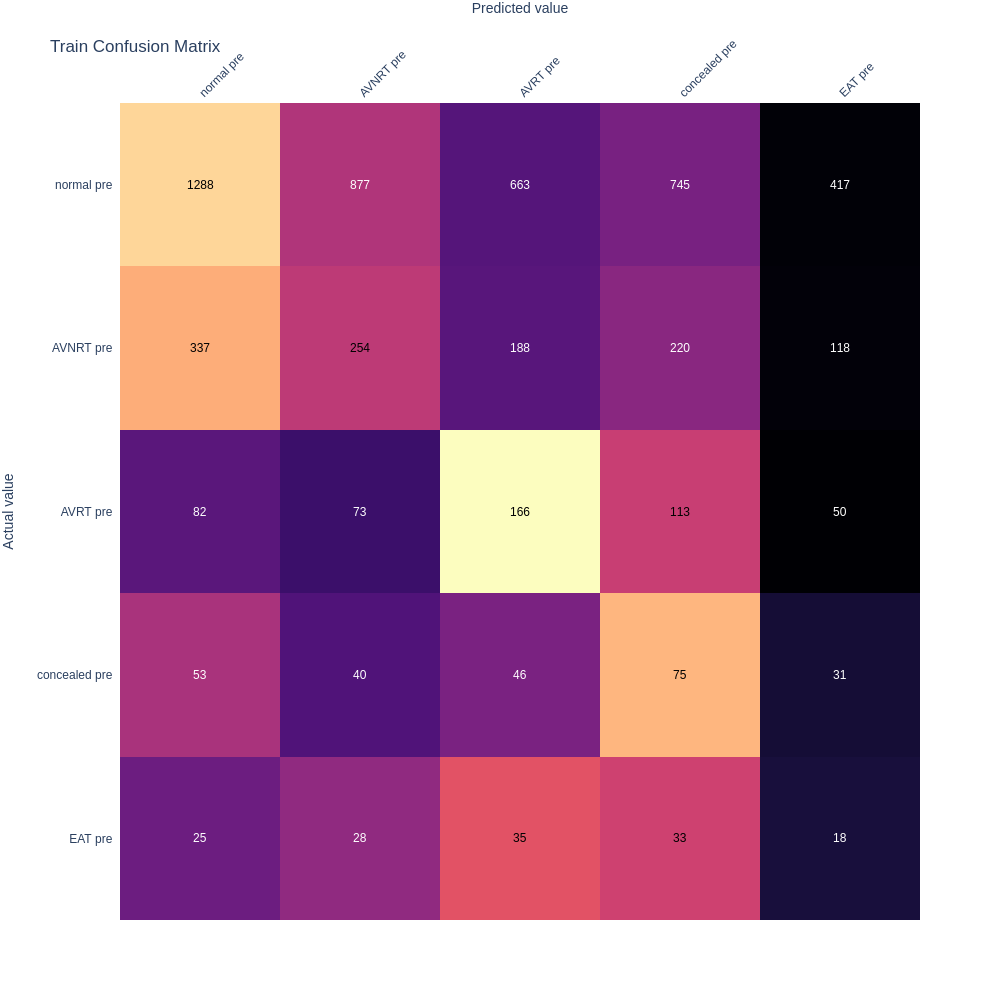 Predicted value
Train Confusion Matrix
normal pre AVNRT pre AVRT pre concealed pre EAT pre
normal pre 1288 877 663 745 417
AVNRT pre 337 254 188 220 118
AVRT pre 82 73 166 113 50
concealed pre 53 40 46 75 31
EAT pre 25 28 35 33 18
Actual value